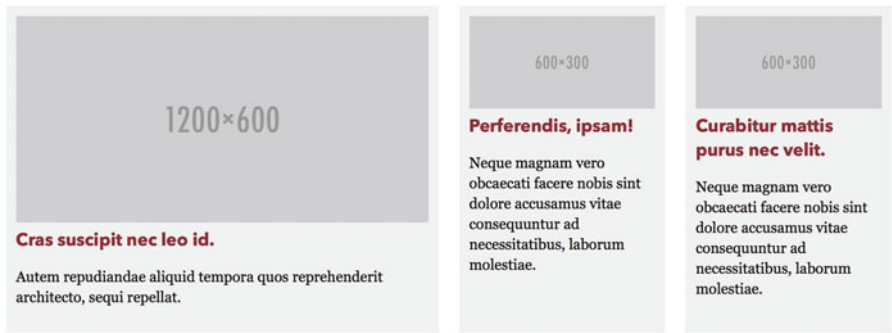 1200×600
Cras suscipit nec leo id.
Autem repudiandae aliquid tempora quos reprehenderit
architecto, sequi repellat.
600×300
Perferendis, ipsam!
Neque magnam vero
obcaecati facere nobis sint
dolore accusamus vitae
consequuntur ad
necessitatibus, laborum
molestiae.
600×300
Curabitur mattis
purus nec velit.
Neque magnam vero
obcaecati facere nobis sint
dolore accusamus vitae
consequuntur ad
necessitatibus, laborum
molestiae.